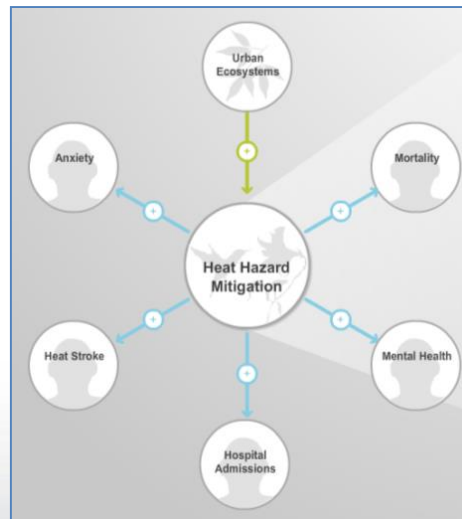 Urban
Ecosystems
+
Anxiety
Mortality
+
+
Heat Hazard
Mitigation
+
+
Heat Stroke
Mental Health
+
Hospital
Admissions